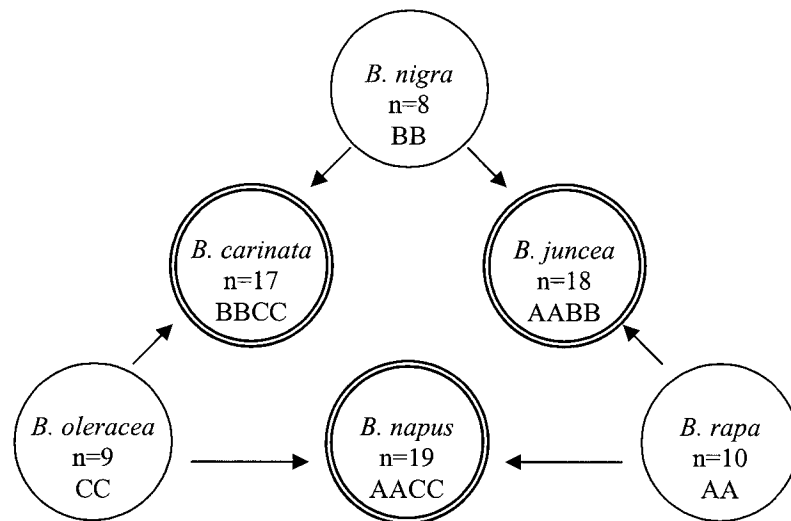 B. nigra
n=8
BB
B. carinata
n=17
BBCC
B. juncea
n=18
AABB
B. oleracea
n=9
CC
B. napus
n=19
AACC
B. rapa
n=10
AA